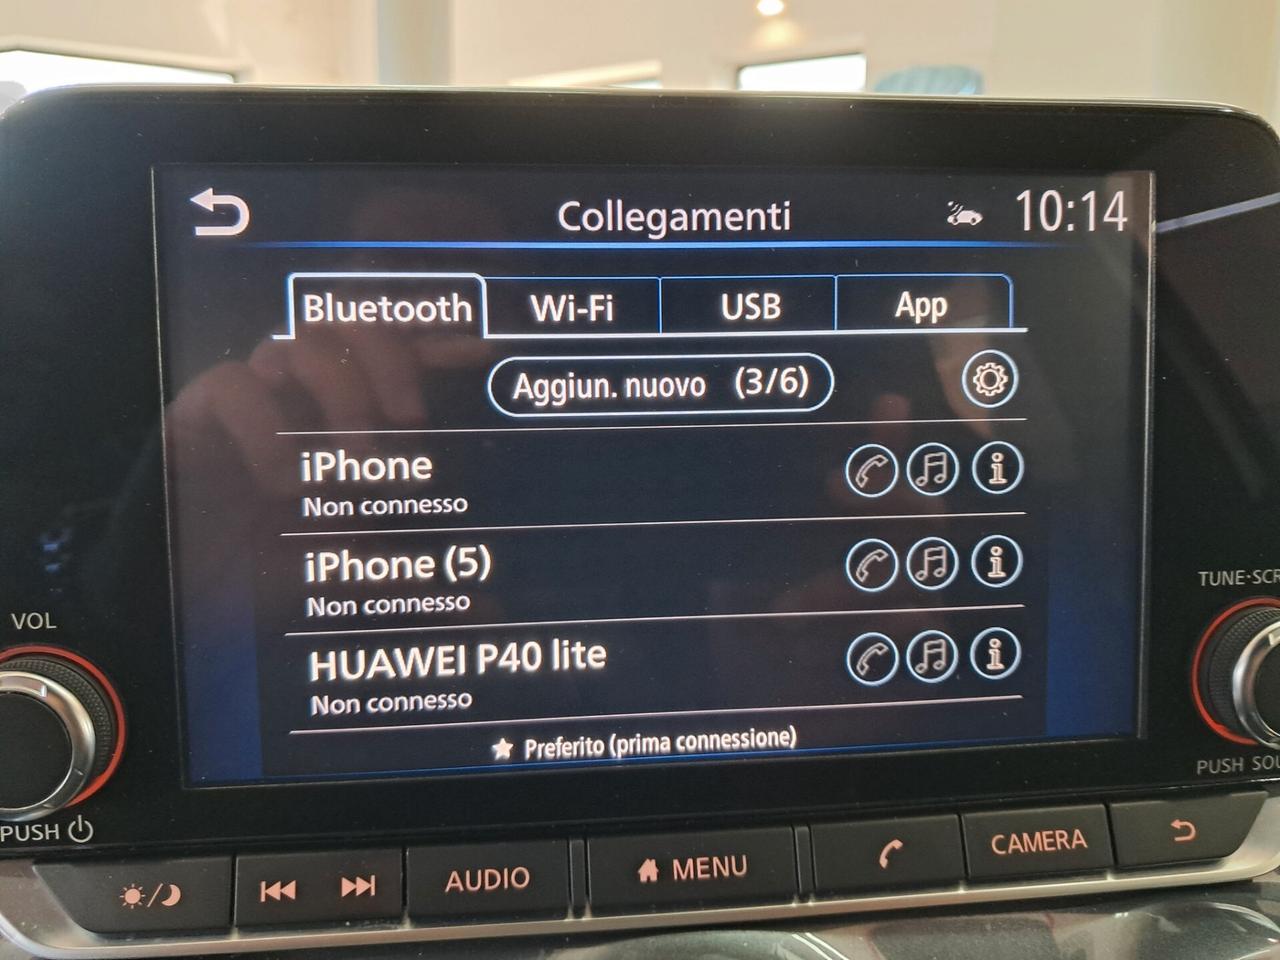 Collegamenti
10:14
Bluetooth
Wi-Fi
USB
App
Aggiun. nuovo (3/6)
iPhone
Non connesso
iPhone (5)
Non connesso
HUAWEI P40 lite
Non connesso
Preferito (prima connessione)
VOL
PUSH
TUNE·SCR
PUSH SOU
AUDIO
MENU
CAMERA